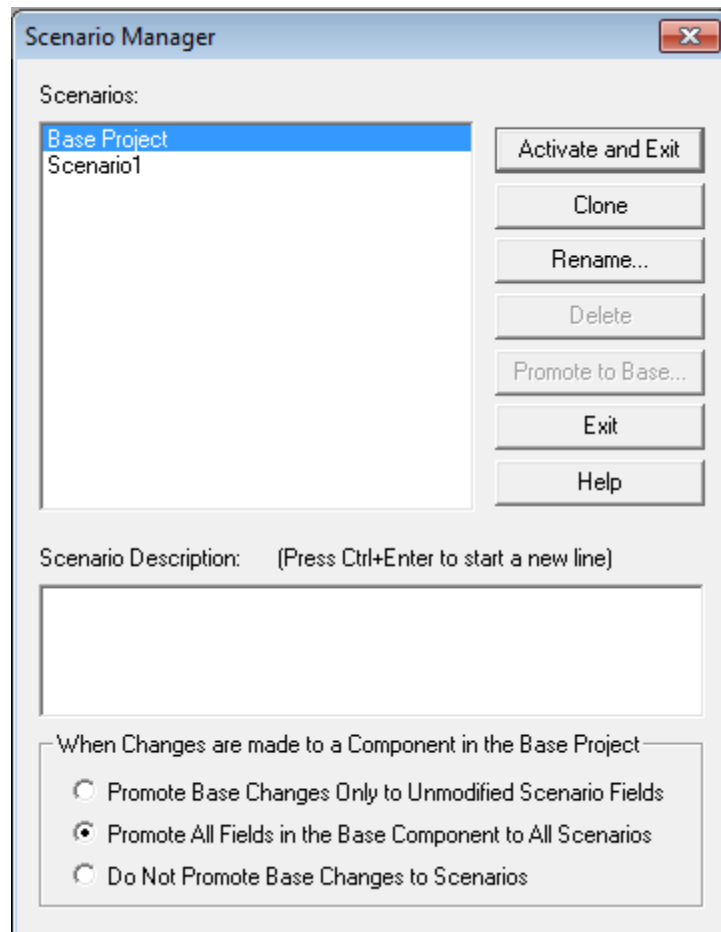 Scenario Manager
Scenarios:
Base Project
Scenario1
Activate and Exit
Clone
Rename...
Delete
Promote to Base...
Exit
Help
Scenario Description: (Press Ctrl+Enter to start a new line)
When Changes are made to a Component in the Base Project
Promote Base Changes Only to Unmodified Scenario Fields
Promote All Fields in the Base Component to All Scenarios
Do Not Promote Base Changes to Scenarios